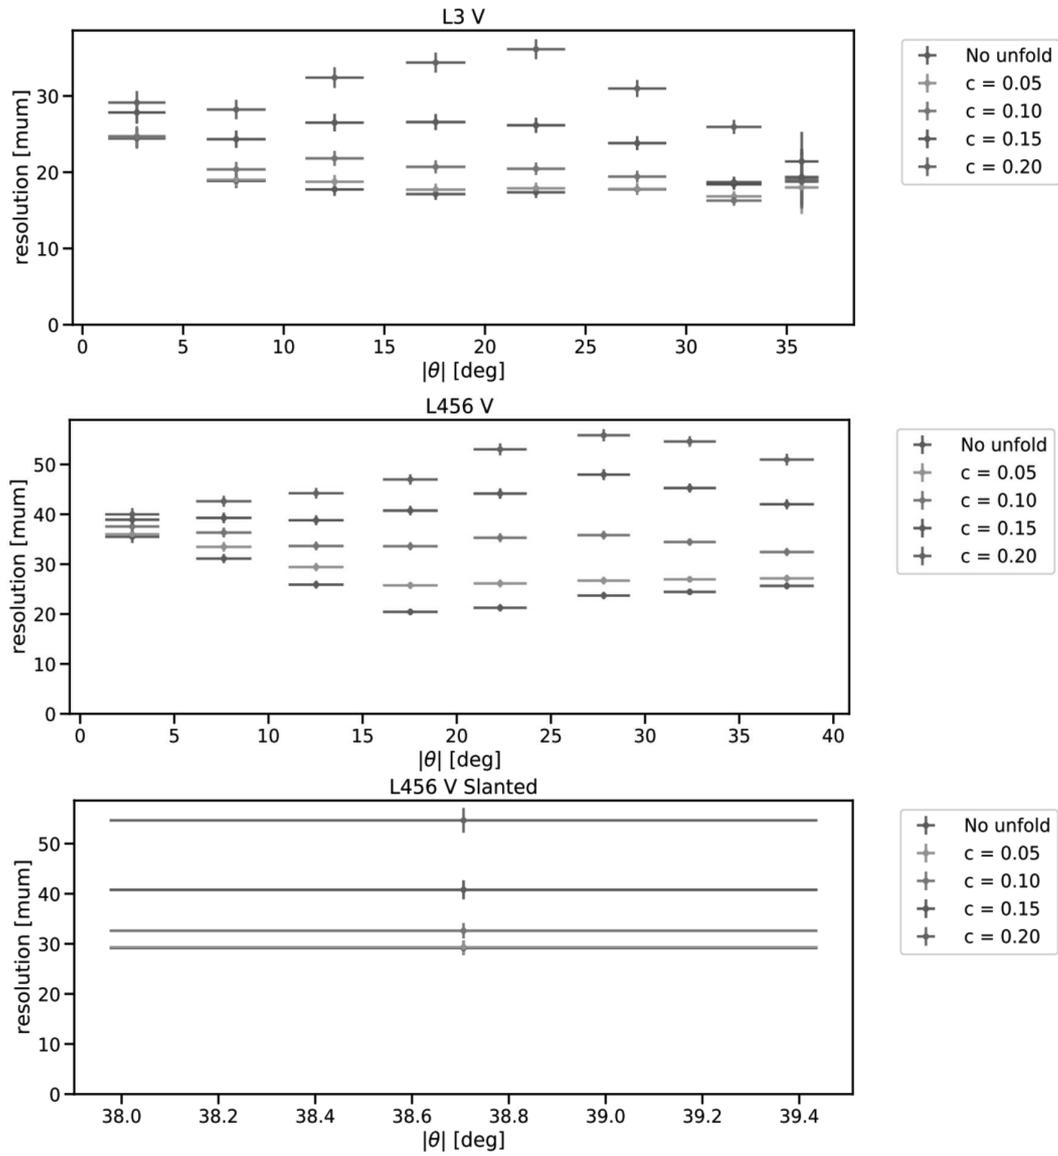 L3 V
resolution [mum]
30
20
10
0
0 5 10 15 20 25 30 35
|θ| [deg]
No unfold
c = 0.05
c = 0.10
c = 0.15
c = 0.20
L456 V
resolution [mum]
50
40
30
20
10
0
0 5 10 15 20 25 30 35 40
|θ| [deg]
No unfold
c = 0.05
c = 0.10
c = 0.15
c = 0.20
L456 V Slanted
resolution [mum]
50
40
30
20
10
0
38.0 38.2 38.4 38.6 38.8 39.0 39.2 39.4
|θ| [deg]
No unfold
c = 0.05
c = 0.10
c = 0.15
c = 0.20